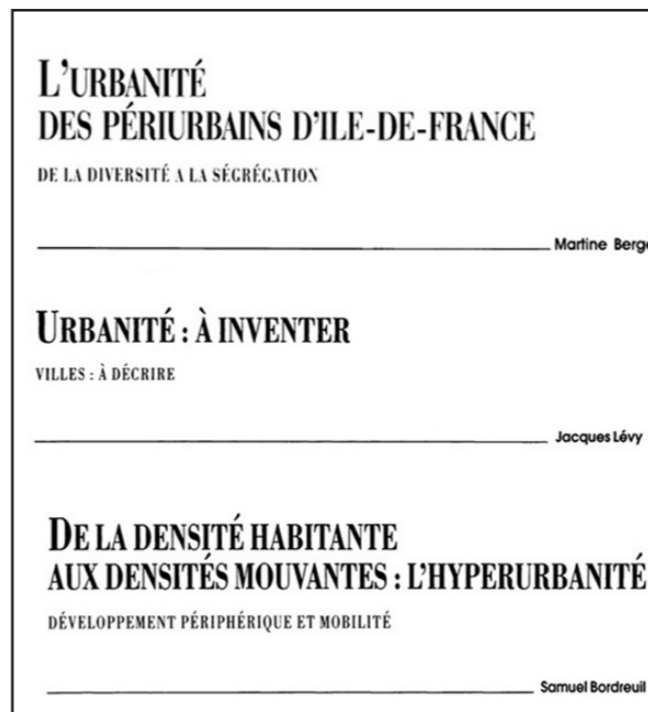 L'URBANITÉ
DES PÉRIURBAINS D'ILE-DE-FRANCE
DE LA DIVERSITÉ A LA SÉGRÉGATION
Martine
URBANITÉ : À INVENTER
VILLES : À DÉCRIRE
Jacques Lévy
DE LA DENSITÉ HABITANTE
AUX DENSITÉS MOUVANTES : L'HYPERURBANITÉ
DÉVELOPPEMENT PÉRIPHÉRIQUE ET MOBILITÉ
Samuel Bordreuil